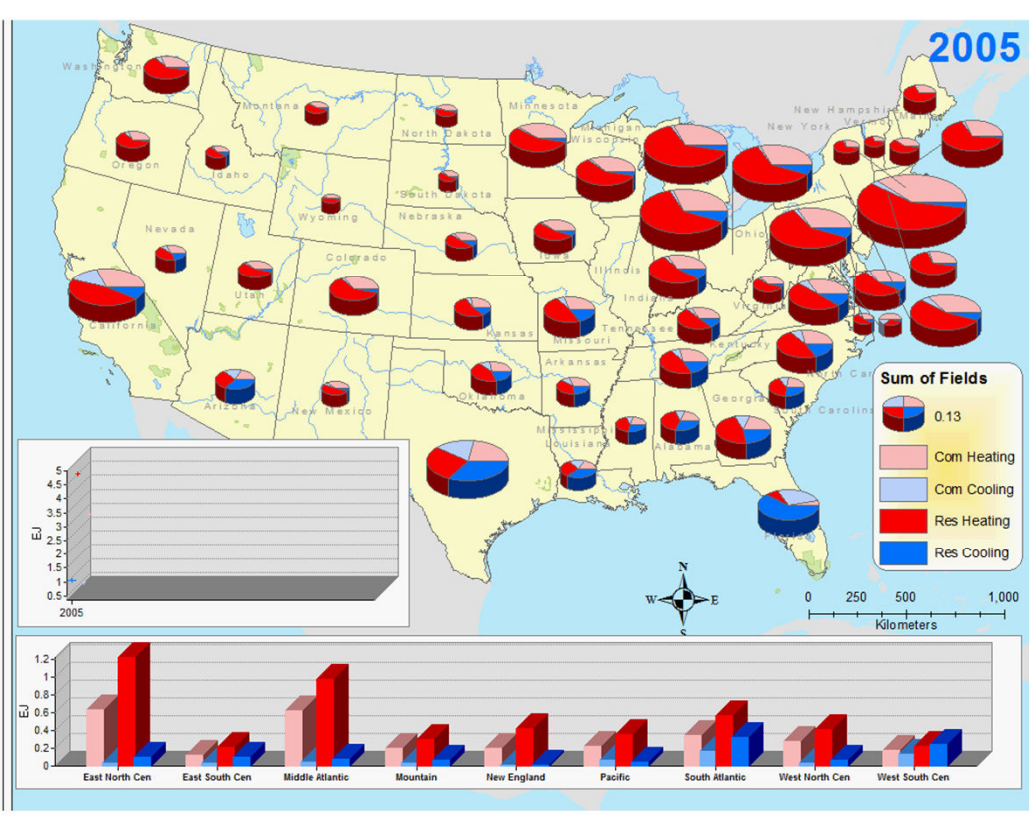 2005
Washington
Montana
North Dakota
Minnesota
Michigan
Wisconsin
New Hampshire
Vermont
Maine
New York
Oregon
Idaho
South Dakota
Wyoming
Nebraska
Iowa
Nevada
Utah
Colorado
Illinois
Indiana
Ohio
California
Kansas
Missouri
Tennessee
Kentucky
Virginia
Arizona
New Mexico
Oklahoma
Arkansas
North Car
Georgia
South Carolina
Mississippi
Louisiana
Alabama
Florida
Sum of Fields
0.13
Com Heating
Com Cooling
Res Heating
Res Cooling
N
W E
S
0 250 500 1,000
Kilometers
5
4.5
4
3.5
3
2.5
2
1.5
1
0.5
EJ
2005
1.2
1
0.8
0.6
0.4
0.2
0
EJ
East North Cen East South Cen Middle Atlantic Mountain New England Pacific South Atlantic West North Cen West South Cen